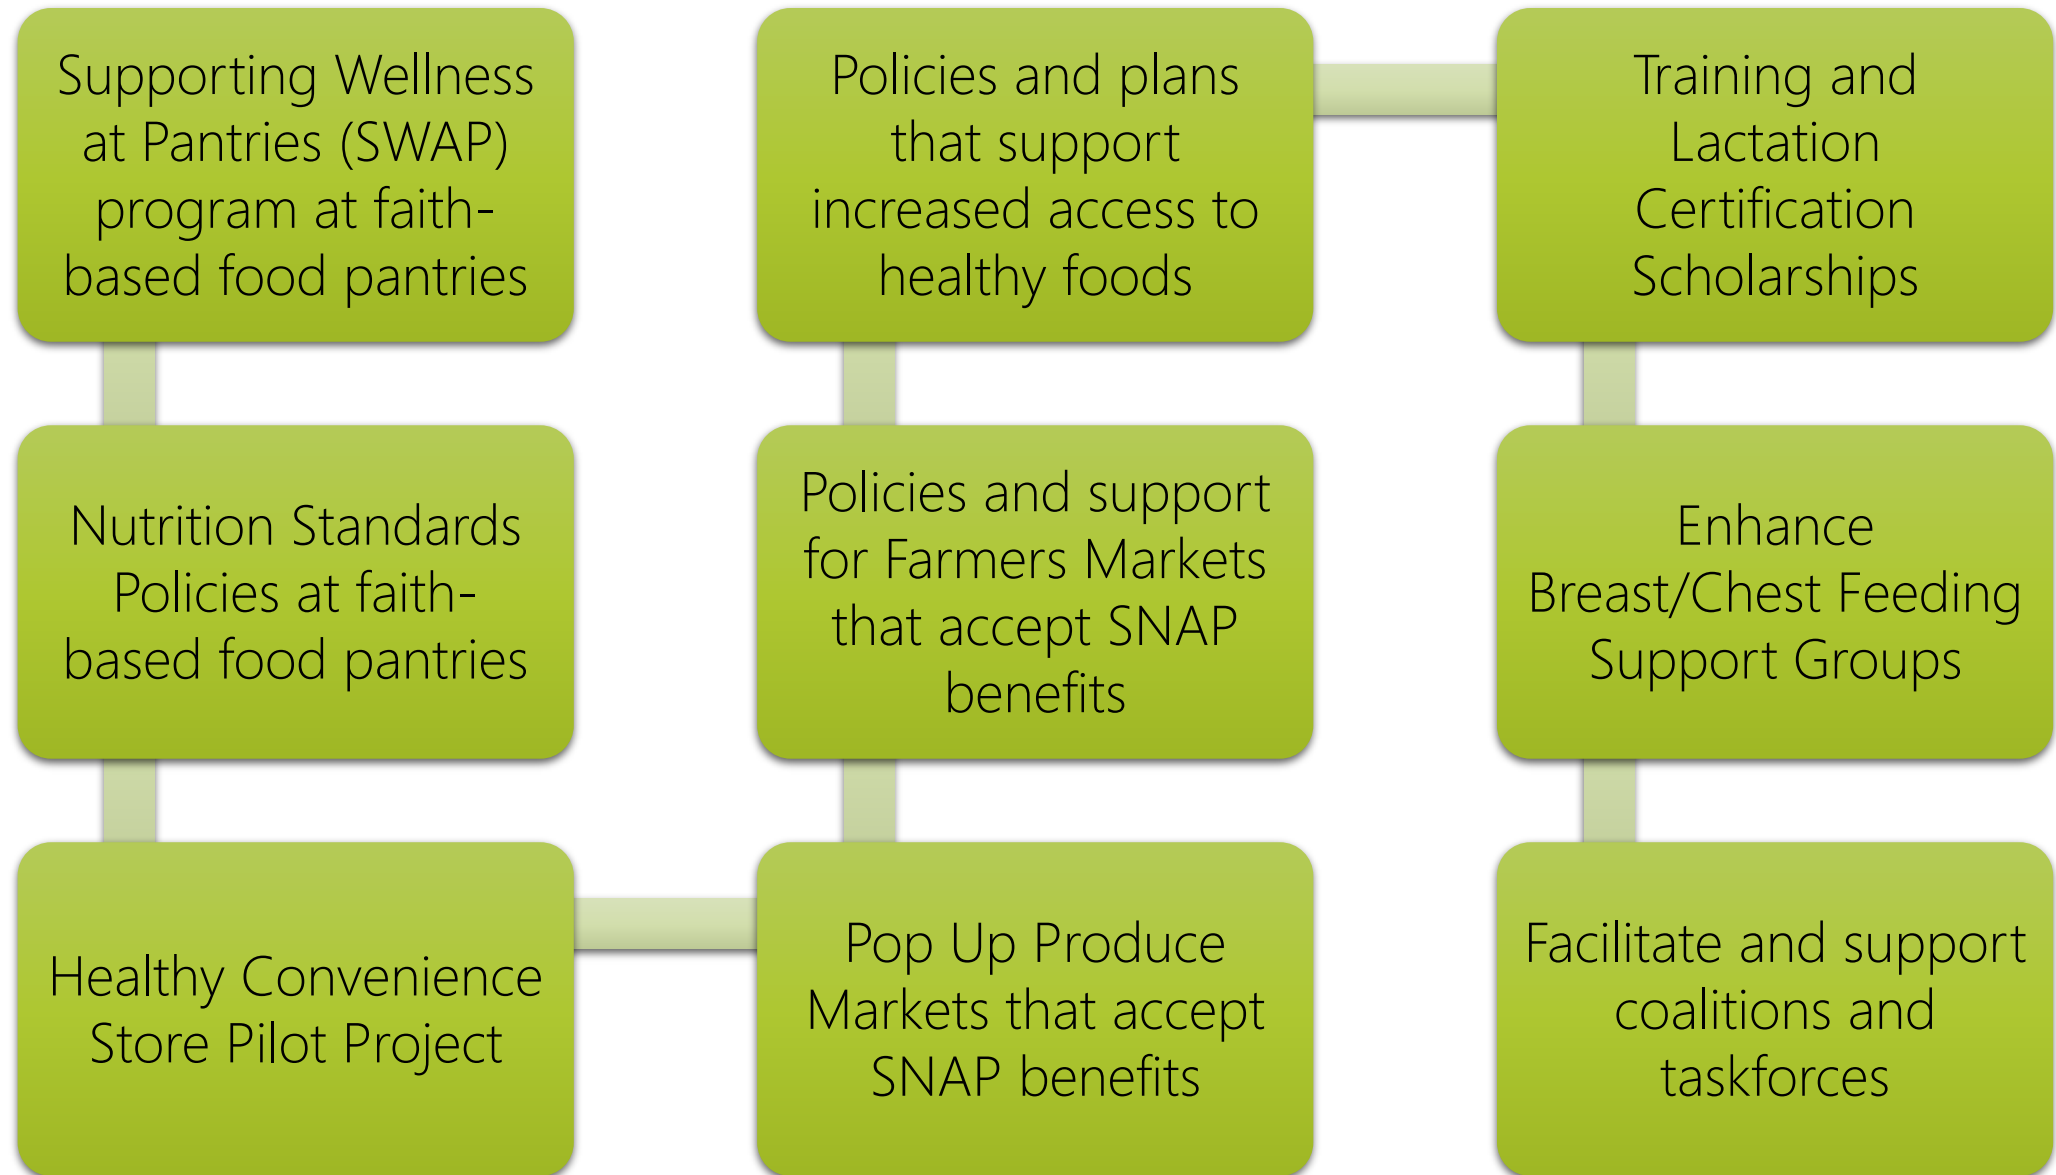 Supporting Wellness
at Pantries (SWAP)
program at faith-
based food pantries
Nutrition Standards
Policies at faith-
based food pantries
Healthy Convenience
Store Pilot Project
Pop Up Produce
Markets that accept
SNAP benefits
Policies and support
for Farmers Markets
that accept SNAP
benefits
Policies and plans
that support
increased access to
healthy foods
Training and
Lactation
Certification
Scholarships
Enhance
Breast/Chest Feeding
Support Groups
Facilitate and support
coalitions and
taskforces